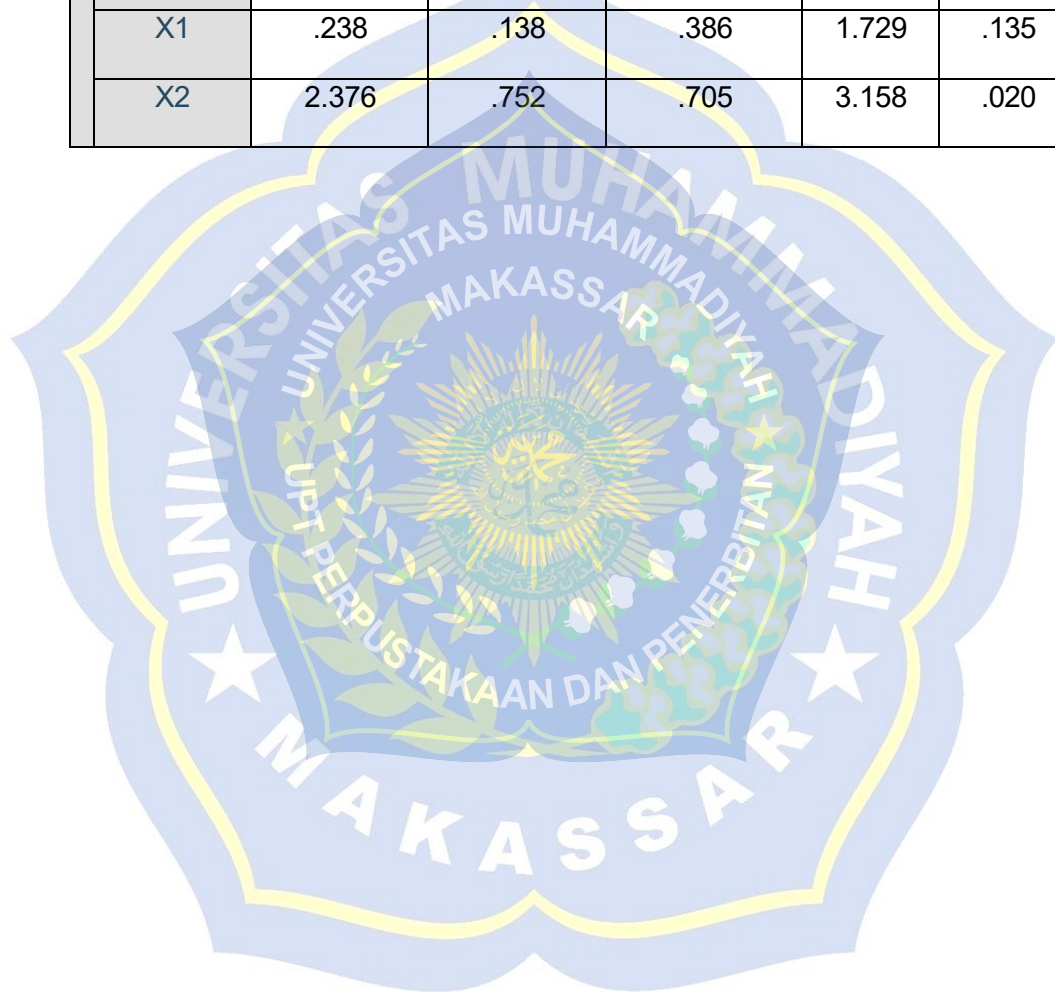 X1 .238 .138 .386 1.729 .135
X2 2.376 .752 .705 3.158 .020
UNIVERSITAS MUHAMMADIYAH
UNIVERSITAS MUHAMMADIYAH
MAKASSAR
UPT PERPUSTAKAAN DAN PENERBITAN
MAKASSAR